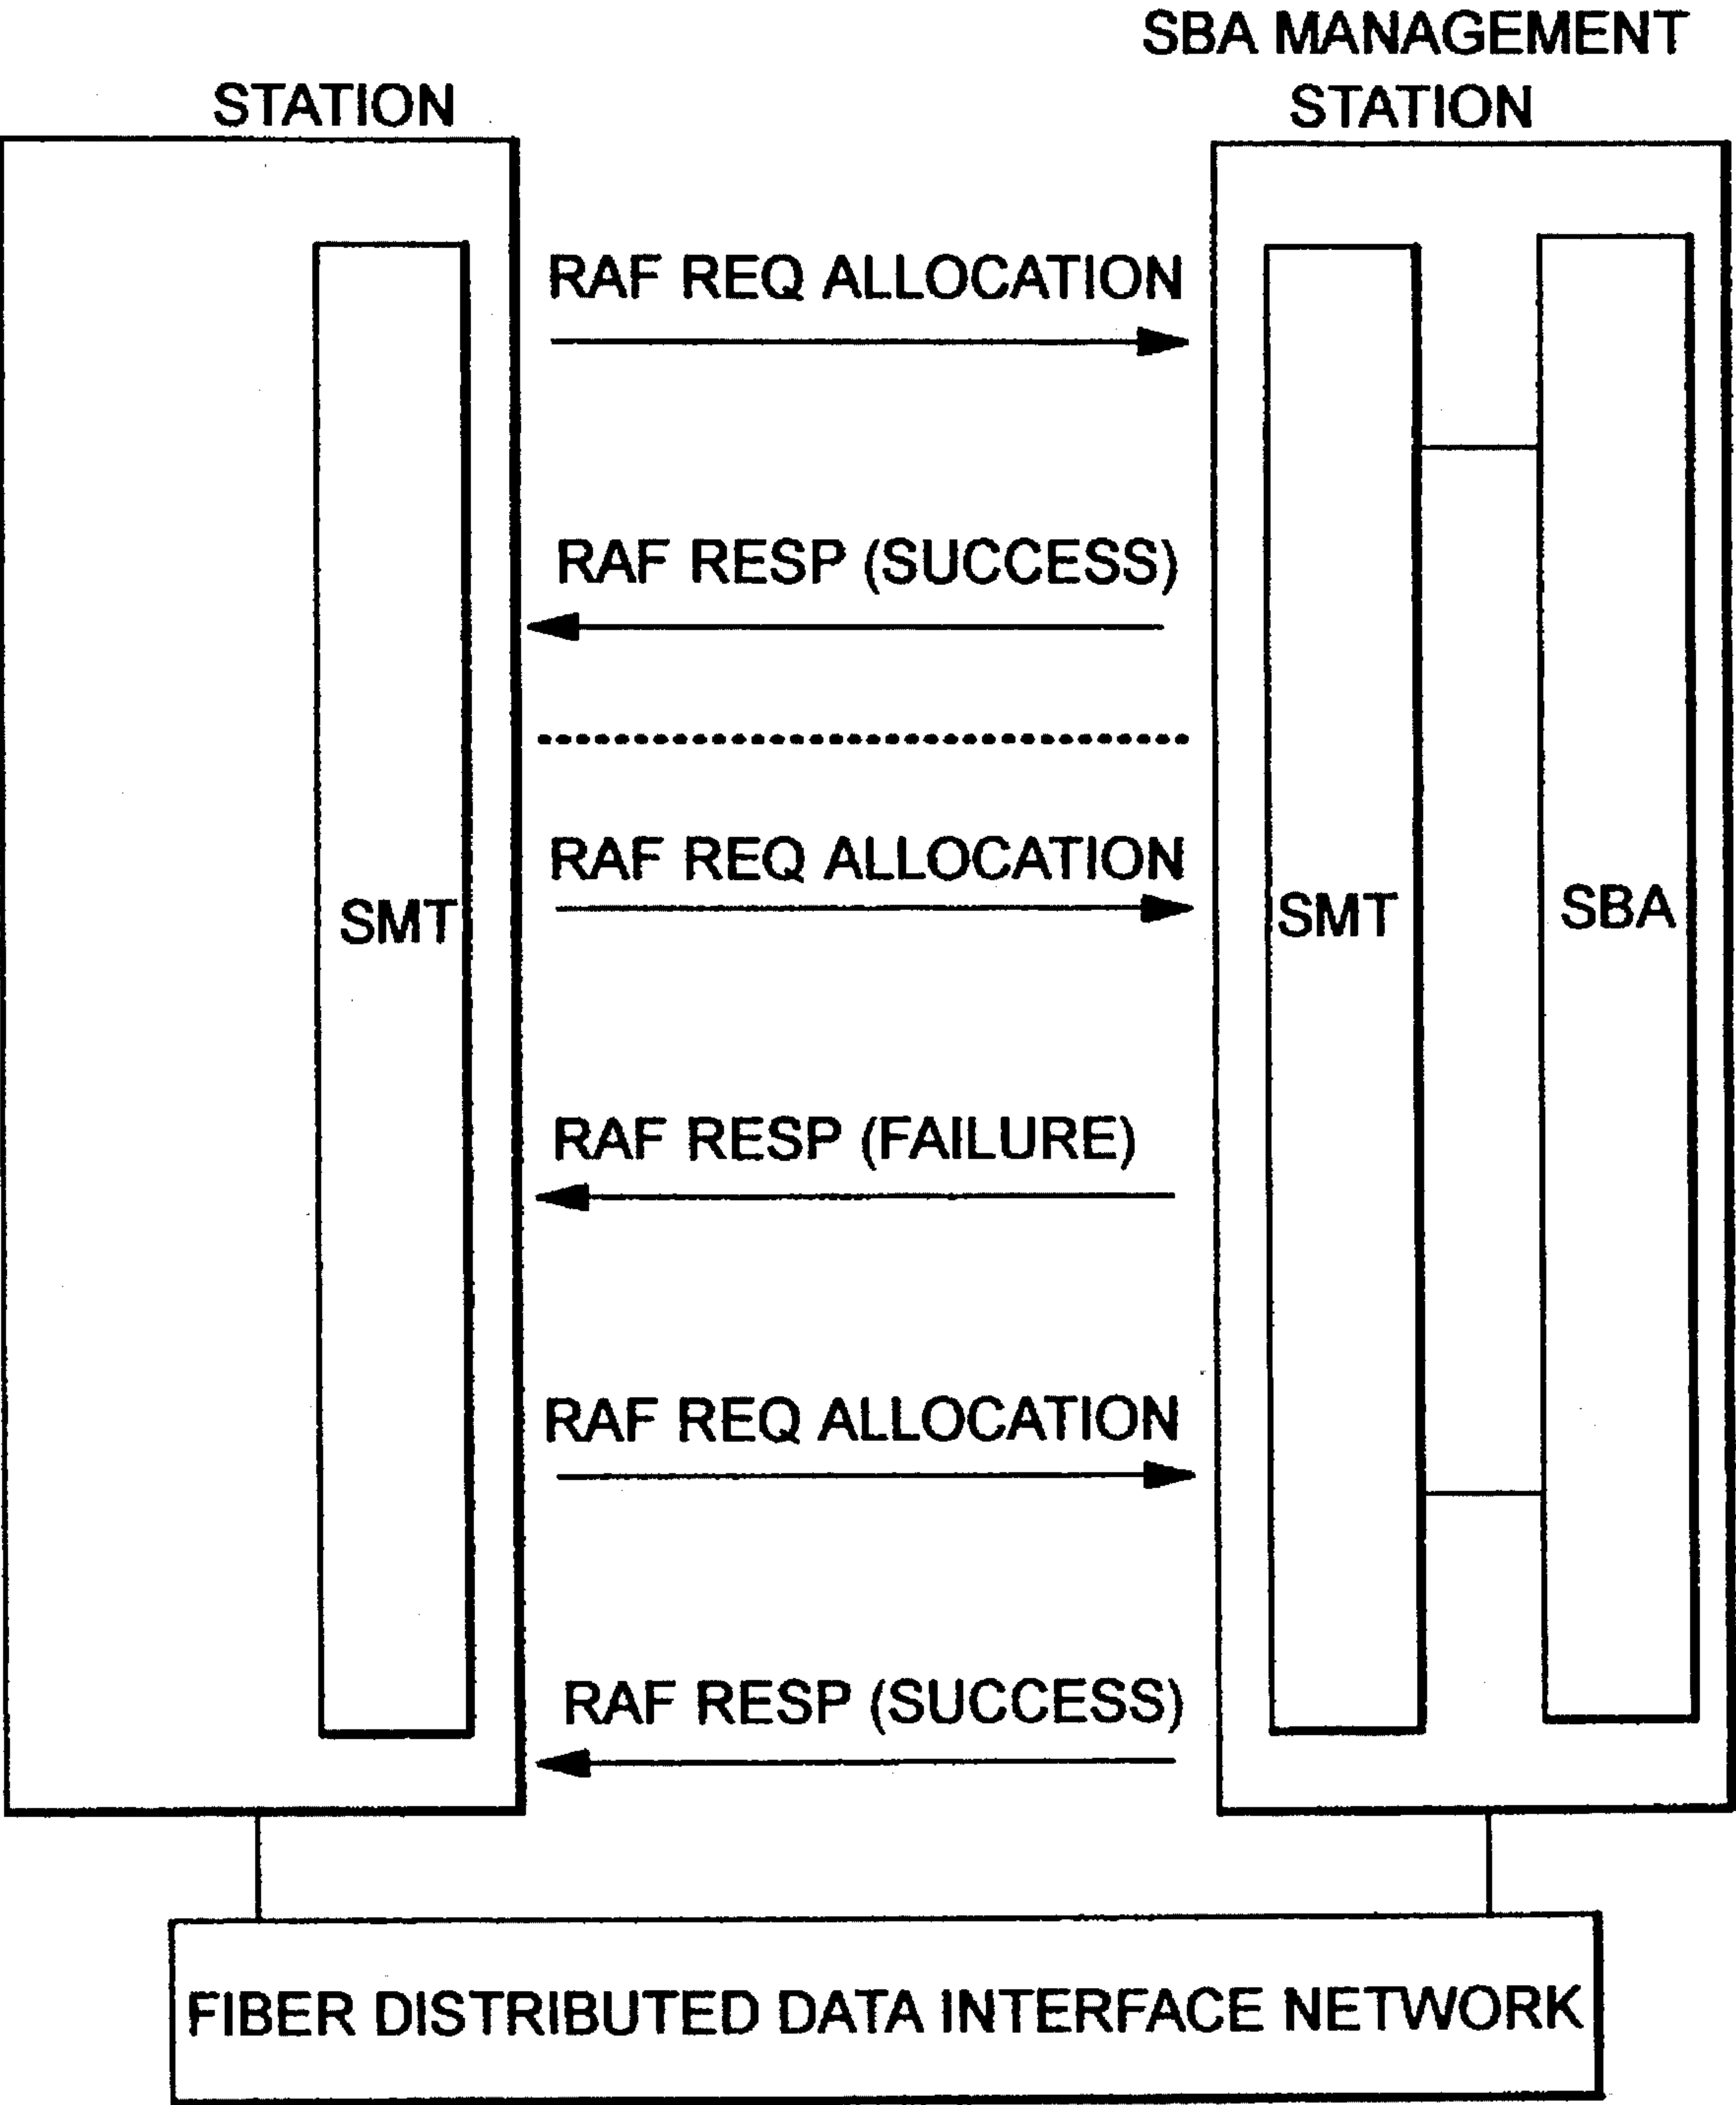 SBA MANAGEMENT
STATION
STATION
RAF REQ ALLOCATION
RAF RESP (SUCCESS)
RAF REQ ALLOCATION
SMT
SMT
SBA
RAF RESP (FAILURE)
RAF REQ ALLOCATION
RAF RESP (SUCCESS)
FIBER DISTRIBUTED DATA INTERFACE NETWORK